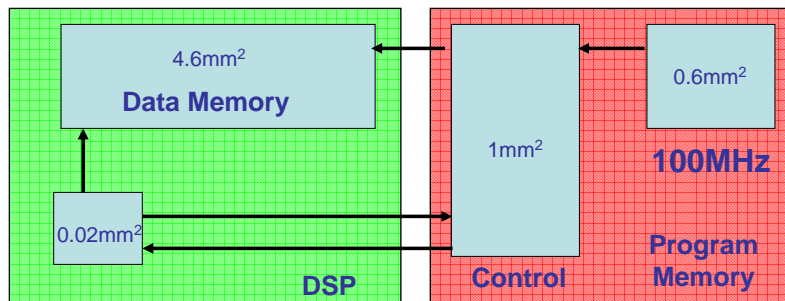 4.6mm²
Data Memory
0.02mm²
DSP
1mm²
Control
0.6mm²
100MHz
Program
Memory